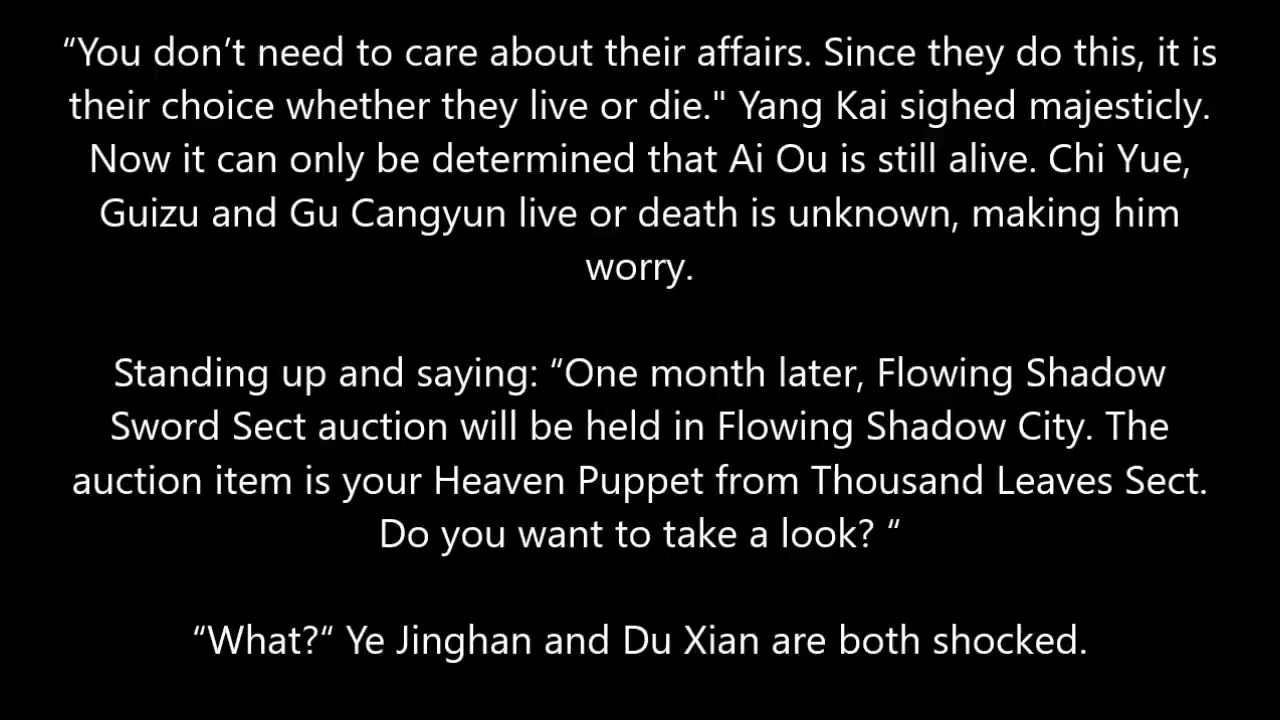 “You don’t need to care about their affairs. Since they do this, it is
their choice whether they live or die." Yang Kai sighed majesticly.
Now it can only be determined that Ai Ou is still alive. Chi Yue,
Guizu and Gu Cangyun live or death is unknown, making him
worry.
Standing up and saying: “One month later, Flowing Shadow
Sword Sect auction will be held in Flowing Shadow City. The
auction item is your Heaven Puppet from Thousand Leaves Sect.
Do you want to take a look? “
“What?“ Ye Jinghan and Du Xian are both shocked.